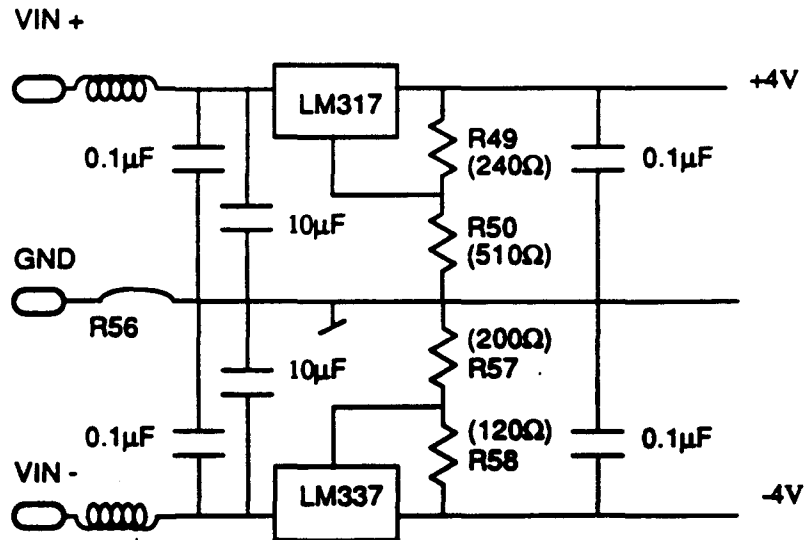 VIN +
+4V
LM317
R49
(240Ω)
0.1μF
0.1μF
10μF
R50
(510Ω)
GND
R56
(200Ω)
R57
10μF
0.1μF
(120Ω)
R58
0.1μF
VIN -
LM337
-4V